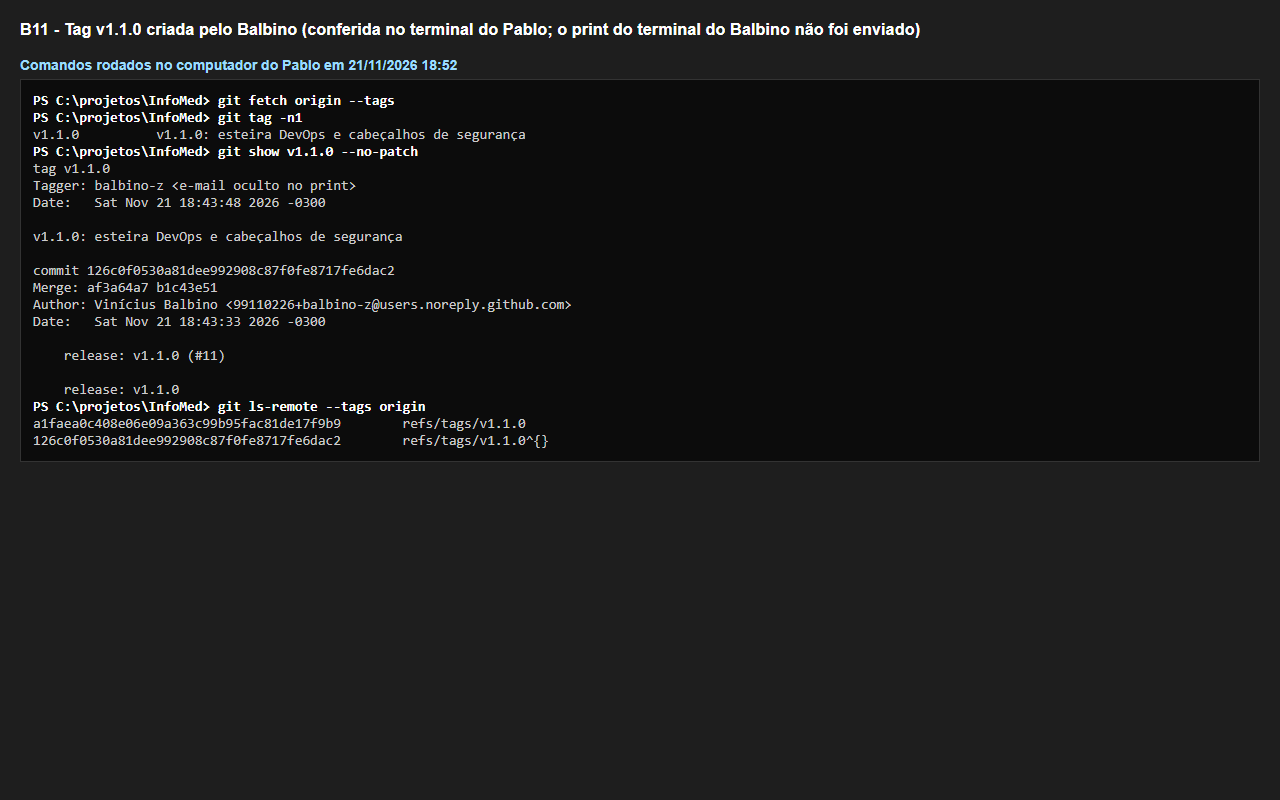 B11 - Tag v1.1.0 criada pelo Balbino (conferida no terminal do Pablo; o print do terminal do Balbino não foi enviado)
Comandos rodados no computador do Pablo em 21/11/2026 18:52
PS C:\projetos\InfoMed> git fetch origin --tags
PS C:\projetos\InfoMed> git tag -n1
v1.1.0          v1.1.0: esteira DevOps e cabeçalhos de segurança
PS C:\projetos\InfoMed> git show v1.1.0 --no-patch
tag v1.1.0
Tagger: balbino-z <e-mail oculto no print>
Date:   Sat Nov 21 18:43:48 2026 -0300
v1.1.0: esteira DevOps e cabeçalhos de segurança
commit 126c0f0530a81dee992908c87f0fe8717fe6dac2
Merge: af3a64a7 b1c43e51
Author: Vinícius Balbino <99110226+balbino-z@users.noreply.github.com>
Date:   Sat Nov 21 18:43:33 2026 -0300
    release: v1.1.0 (#11)
    release: v1.1.0
PS C:\projetos\InfoMed> git ls-remote --tags origin
a1faea0c408e06e09a363c99b95fac81de17f9b9        refs/tags/v1.1.0
126c0f0530a81dee992908c87f0fe8717fe6dac2        refs/tags/v1.1.0^{}